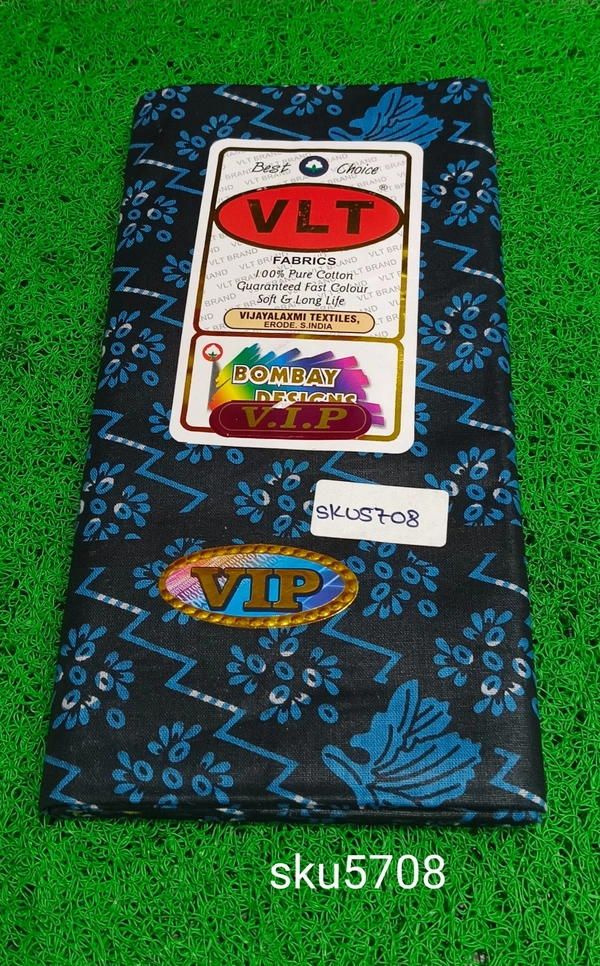 Best Choice
VLT®
FABRICS
100% Pure Cotton
Guaranteed Fast Colour
Soft & Long Life
VIJAYALAXMI TEXTILES,
ERODE. S.INDIA
BOMBAY
DESIGNS
V.I.P
SKU5708
VIP
sku5708